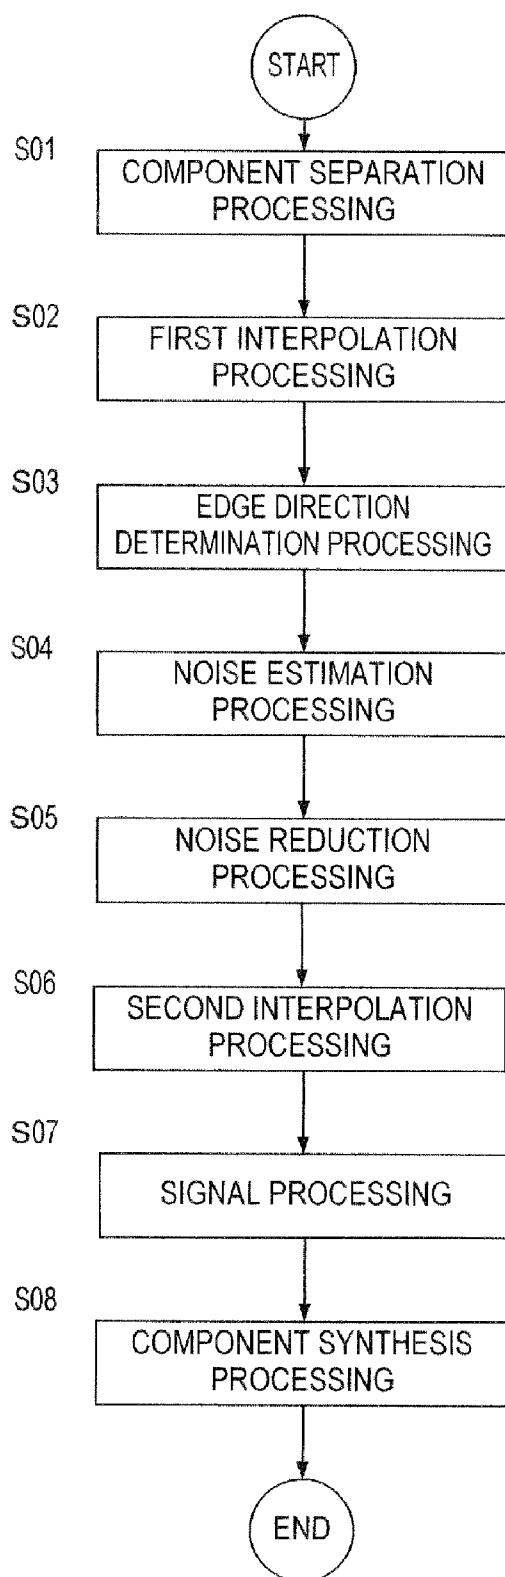 START
S01
COMPONENT SEPARATION
PROCESSING
S02
FIRST INTERPOLATION
PROCESSING
S03
EDGE DIRECTION
DETERMINATION PROCESSING
S04
NOISE ESTIMATION
PROCESSING
S05
NOISE REDUCTION
PROCESSING
S06
SECOND INTERPOLATION
PROCESSING
S07
SIGNAL PROCESSING
S08
COMPONENT SYNTHESIS
PROCESSING
END